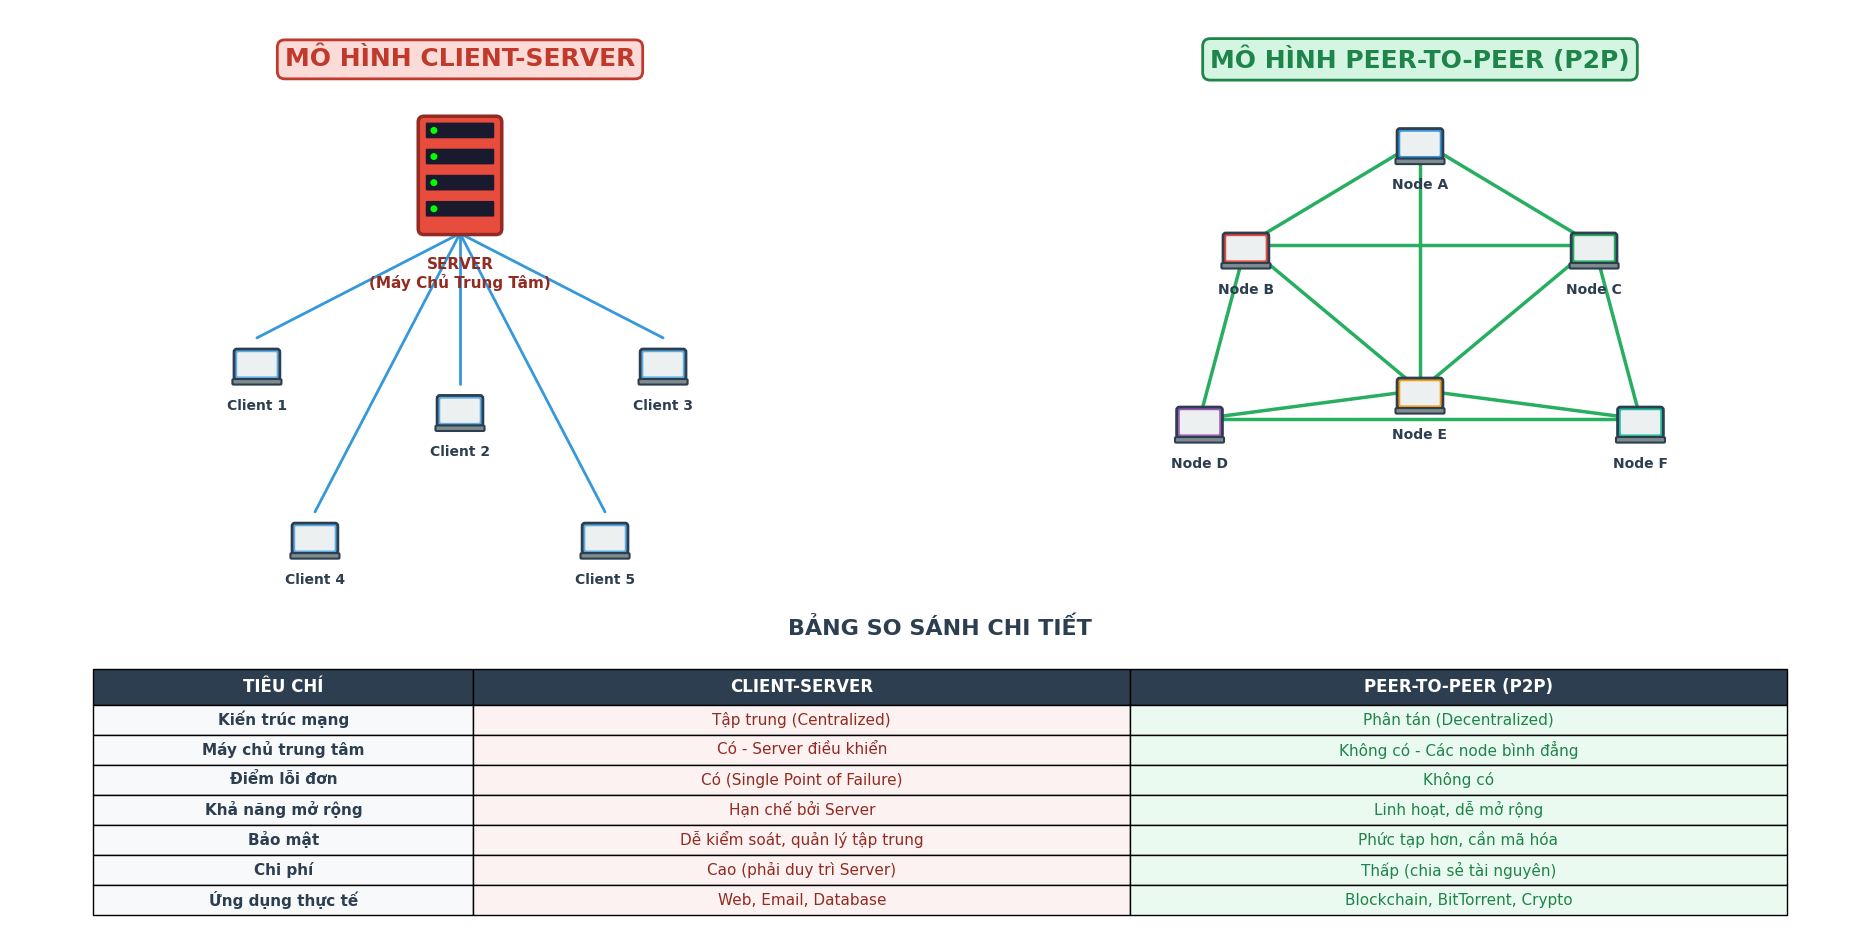 MÔ HÌNH CLIENT-SERVER
SERVER
(Máy Chủ Trung Tâm)
Client 1
Client 2
Client 3
Client 4
Client 5
MÔ HÌNH PEER-TO-PEER (P2P)
Node A
Node B
Node C
Node E
Node D
Node F
BẢNG SO SÁNH CHI TIẾT
TIÊU CHÍ CLIENT-SERVER PEER-TO-PEER (P2P)
Kiến trúc mạng Tập trung (Centralized) Phân tán (Decentralized)
Máy chủ trung tâm Có - Server điều khiển Không có - Các node bình đẳng
Điểm lỗi đơn Có (Single Point of Failure) Không có
Khả năng mở rộng Hạn chế bởi Server Linh hoạt, dễ mở rộng
Bảo mật Dễ kiểm soát, quản lý tập trung Phức tạp hơn, cần mã hóa
Chi phí Cao (phải duy trì Server) Thấp (chia sẻ tài nguyên)
Ứng dụng thực tế Web, Email, Database Blockchain, BitTorrent, Crypto